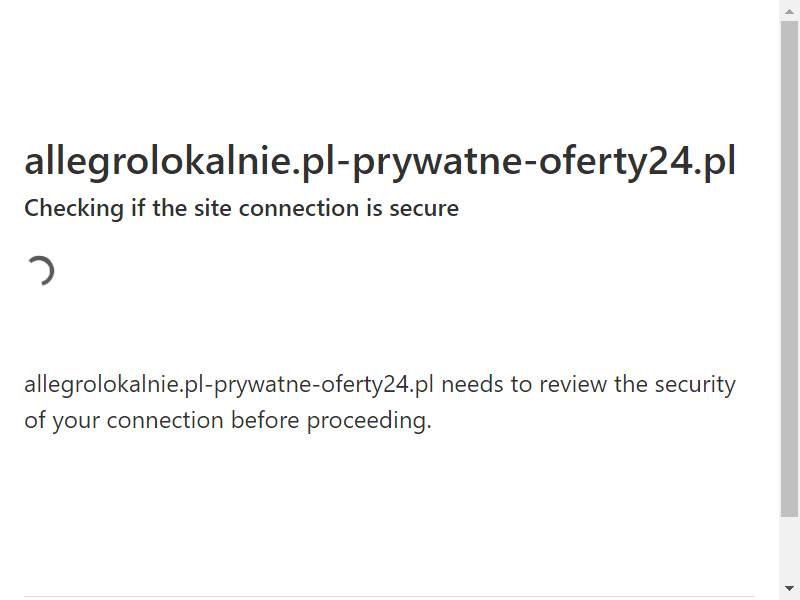 allegrolokalnie.pl-prywatne-oferty24.pl
Checking if the site connection is secure
allegrolokalnie.pl-prywatne-oferty24.pl needs to review the security
of your connection before proceeding.